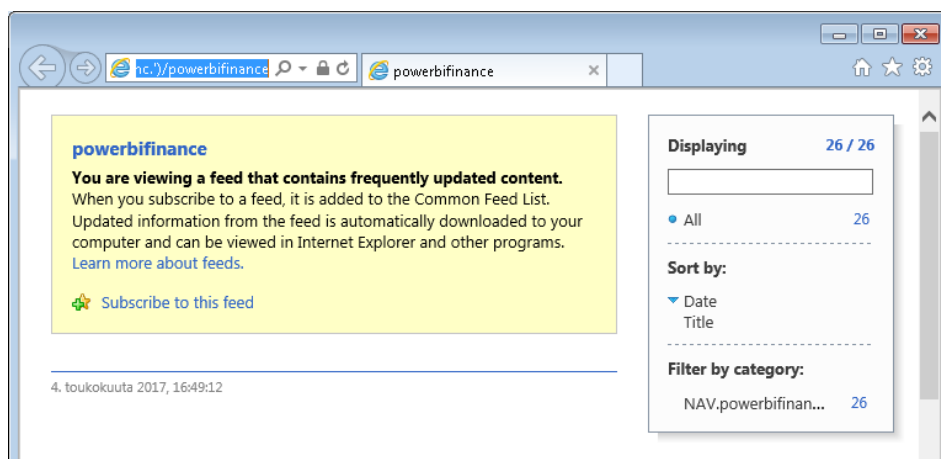 nc.')/powerbifinance
powerbifinance
powerbifinance
You are viewing a feed that contains frequently updated content.
When you subscribe to a feed, it is added to the Common Feed List.
Updated information from the feed is automatically downloaded to your
computer and can be viewed in Internet Explorer and other programs.
Learn more about feeds.
Subscribe to this feed
4. toukokuuta 2017, 16:49:12
Displaying 26 / 26
All 26
Sort by:
Date
Title
Filter by category:
NAV.powerbifinan... 26